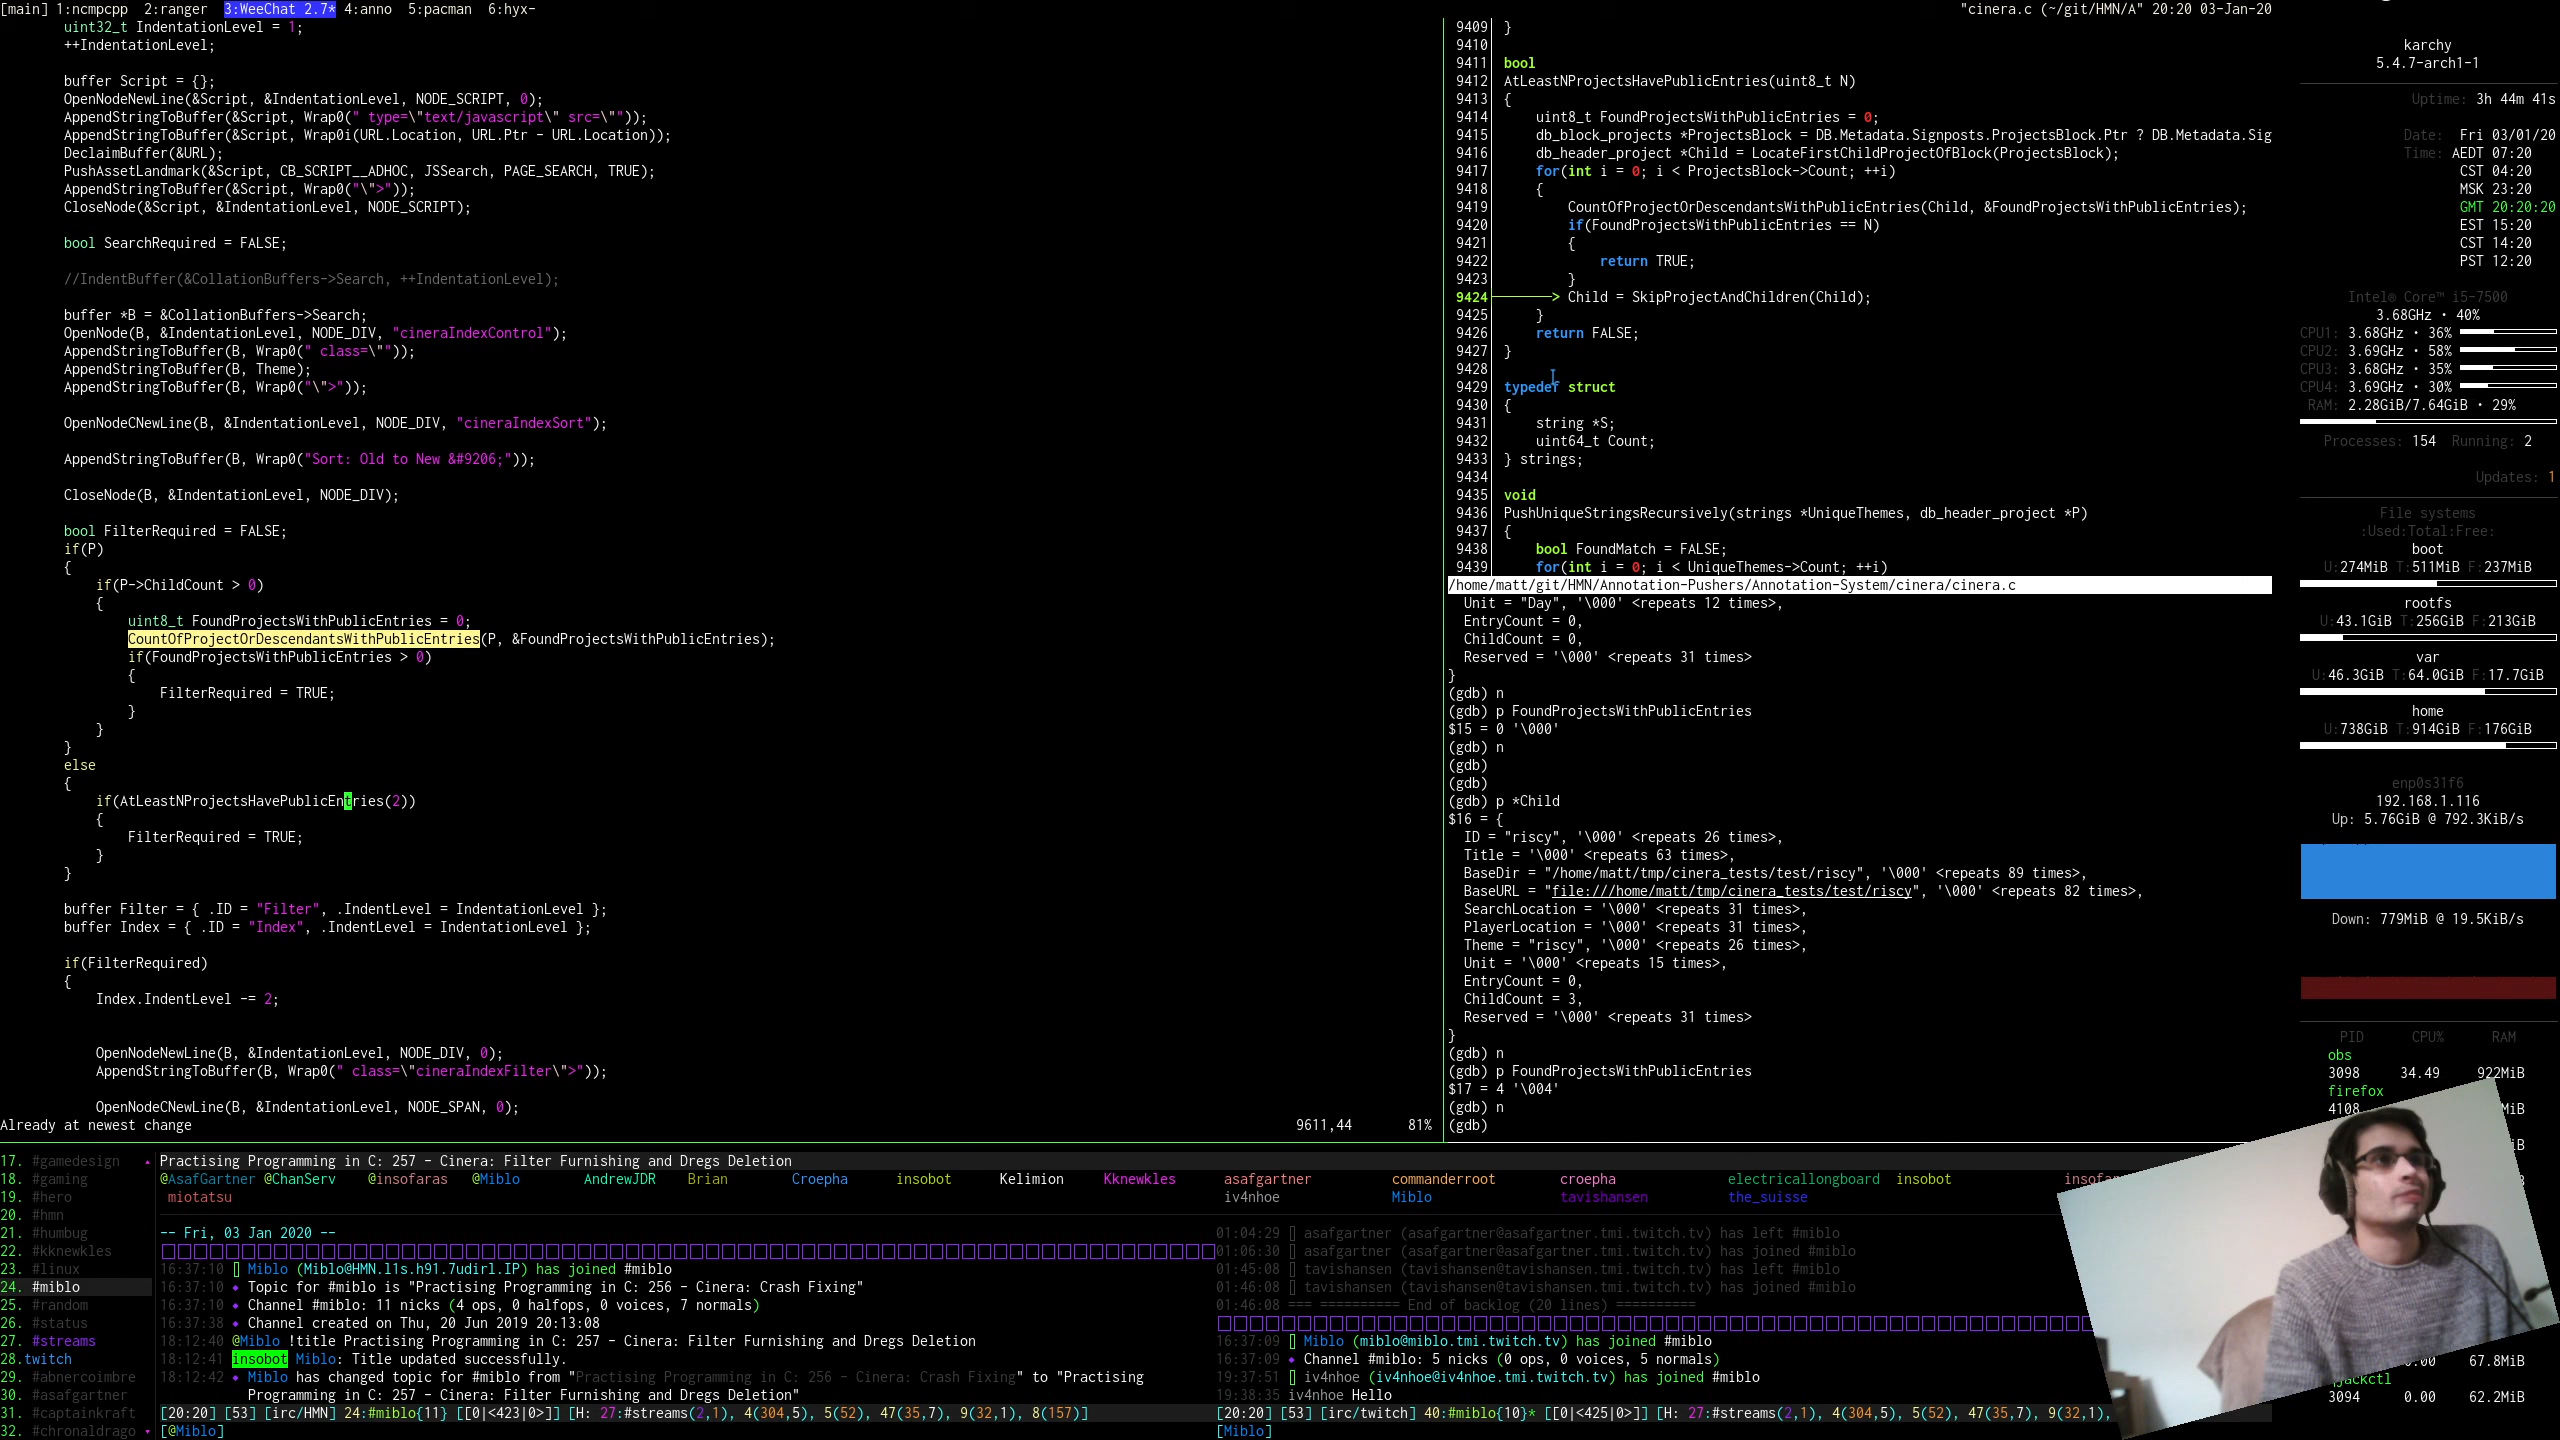 [main] 1:ncmpcpp  2:ranger  3:WeeChat 2.7* 4:anno  5:pacman  6:hyx-
"cinera.c (~/git/HMN/A" 20:20 03-Jan-20
uint32_t IndentationLevel = 1;
++IndentationLevel;
buffer Script = {};
OpenNodeNewLine(&Script, &IndentationLevel, NODE_SCRIPT, 0);
AppendStringToBuffer(&Script, Wrap0(" type=\"text/javascript\" src=\""));
AppendStringToBuffer(&Script, Wrap0i(URL.Location, URL.Ptr - URL.Location));
DeclaimBuffer(&URL);
PushAssetLandmark(&Script, CB_SCRIPT__ADHOC, JSSearch, PAGE_SEARCH, TRUE);
AppendStringToBuffer(&Script, Wrap0("\">"));
CloseNode(&Script, &IndentationLevel, NODE_SCRIPT);
bool SearchRequired = FALSE;
//IndentBuffer(&CollationBuffers->Search, ++IndentationLevel);
buffer *B = &CollationBuffers->Search;
OpenNode(B, &IndentationLevel, NODE_DIV, "cineraIndexControl");
AppendStringToBuffer(B, Wrap0(" class=\""));
AppendStringToBuffer(B, Theme);
AppendStringToBuffer(B, Wrap0("\">"));
OpenNodeCNewLine(B, &IndentationLevel, NODE_DIV, "cineraIndexSort");
AppendStringToBuffer(B, Wrap0("Sort: Old to New &#9206;"));
CloseNode(B, &IndentationLevel, NODE_DIV);
bool FilterRequired = FALSE;
if(P)
{
if(P->ChildCount > 0)
{
uint8_t FoundProjectsWithPublicEntries = 0;
CountOfProjectOrDescendantsWithPublicEntries(P, &FoundProjectsWithPublicEntries);
if(FoundProjectsWithPublicEntries > 0)
{
FilterRequired = TRUE;
}
}
}
else
{
if(AtLeastNProjectsHavePublicEntries(2))
{
FilterRequired = TRUE;
}
}
buffer Filter = { .ID = "Filter", .IndentLevel = IndentationLevel };
buffer Index = { .ID = "Index", .IndentLevel = IndentationLevel };
if(FilterRequired)
{
Index.IndentLevel -= 2;
OpenNodeNewLine(B, &IndentationLevel, NODE_DIV, 0);
AppendStringToBuffer(B, Wrap0(" class=\"cineraIndexFilter\">"));
OpenNodeCNewLine(B, &IndentationLevel, NODE_SPAN, 0);
Already at newest change
9611,44 81%
9409 }
9410
9411 bool
9412 AtLeastNProjectsHavePublicEntries(uint8_t N)
9413 {
9414 uint8_t FoundProjectsWithPublicEntries = 0;
9415 db_block_projects *ProjectsBlock = DB.Metadata.Signposts.ProjectsBlock.Ptr ? DB.Metadata.Sig
9416 db_header_project *Child = LocateFirstChildProjectOfBlock(ProjectsBlock);
9417 for(int i = 0; i < ProjectsBlock->Count; ++i)
9418 {
9419 CountOfProjectOrDescendantsWithPublicEntries(Child, &FoundProjectsWithPublicEntries);
9420 if(FoundProjectsWithPublicEntries == N)
9421 {
9422 return TRUE;
9423 }
9424 > Child = SkipProjectAndChildren(Child);
9425 }
9426 return FALSE;
9427 }
9428
9429 typedef struct
9430 {
9431 string *S;
9432 uint64_t Count;
9433 } strings;
9434
9435 void
9436 PushUniqueStringsRecursively(strings *UniqueThemes, db_header_project *P)
9437 {
9438 bool FoundMatch = FALSE;
9439 for(int i = 0; i < UniqueThemes->Count; ++i)
/home/matt/git/HMN/Annotation-Pushers/Annotation-System/cinera/cinera.c
Unit = "Day", '\000' <repeats 12 times>,
EntryCount = 0,
ChildCount = 0,
Reserved = '\000' <repeats 31 times>
}
(gdb) n
(gdb) p FoundProjectsWithPublicEntries
$15 = 0 '\000'
(gdb) n
(gdb)
(gdb)
(gdb) p *Child
$16 = {
ID = "riscy", '\000' <repeats 26 times>,
Title = '\000' <repeats 63 times>,
BaseDir = "/home/matt/tmp/cinera_tests/test/riscy", '\000' <repeats 89 times>,
BaseURL = "file:///home/matt/tmp/cinera_tests/test/riscy", '\000' <repeats 82 times>,
SearchLocation = '\000' <repeats 31 times>,
PlayerLocation = '\000' <repeats 31 times>,
Theme = "riscy", '\000' <repeats 26 times>,
Unit = '\000' <repeats 15 times>,
EntryCount = 0,
ChildCount = 3,
Reserved = '\000' <repeats 31 times>
}
(gdb) n
(gdb) p FoundProjectsWithPublicEntries
$17 = 4 '\004'
(gdb) n
(gdb)
karchy
5.4.7-arch1-1
Uptime: 3h 44m 41s
Date: Fri 03/01/20
Time: AEDT 07:20
CST 04:20
MSK 23:20
GMT 20:20:20
EST 15:20
CST 14:20
PST 12:20
Intel® Core™ i5-7500
3.68GHz • 40%
CPU1: 3.68GHz • 36%
CPU2: 3.69GHz • 58%
CPU3: 3.68GHz • 35%
CPU4: 3.69GHz • 30%
RAM: 2.28GiB/7.64GiB • 29%
Processes: 154 Running: 2
Updates: 1
File systems
:Used:Total:Free:
boot
U:274MiB T:511MiB F:237MiB
rootfs
U:43.1GiB T:256GiB F:213GiB
var
U:46.3GiB T:64.0GiB F:17.7GiB
home
U:738GiB T:914GiB F:176GiB
enp0s31f6
192.168.1.116
Up: 5.76GiB @ 792.3KiB/s
Down: 779MiB @ 19.5KiB/s
PID CPU% RAM
obs
3098 34.49 922MiB
firefox
4108 MiB
iB
0.00 67.8MiB
jackctl
3094 0.00 62.2MiB
17. #gamedesign
18. #gaming
19. #hero
20. #hmn
21. #humbug
22. #kknewkles
23. #linux
24. #miblo
25. #random
26. #status
27. #streams
28.twitch
29. #abnercoimbre
30. #asafgartner
31. #captainkraft
32. #chronaldrago
Practising Programming in C: 257 - Cinera: Filter Furnishing and Dregs Deletion
@AsafGartner @ChanServ @insofaras @Miblo AndrewJDR Brian Croepha insobot Kelimion Kknewkles
miotatsu
-- Fri, 03 Jan 2020 --
16:37:10 Miblo (Miblo@HMN.l1s.h91.7udirl.IP) has joined #miblo
16:37:10 Topic for #miblo is "Practising Programming in C: 256 - Cinera: Crash Fixing"
16:37:10 Channel #miblo: 11 nicks (4 ops, 0 halfops, 0 voices, 7 normals)
16:37:38 Channel created on Thu, 20 Jun 2019 20:13:08
18:12:40 @Miblo !title Practising Programming in C: 257 - Cinera: Filter Furnishing and Dregs Deletion
18:12:41 insobot Miblo: Title updated successfully.
18:12:42 Miblo has changed topic for #miblo from "Practising Programming in C: 256 - Cinera: Crash Fixing" to "Practising
Programming in C: 257 - Cinera: Filter Furnishing and Dregs Deletion"
[20:20] [53] [irc/HMN] 24:#miblo{11} [[0|<423|0>]] [H: 27:#streams(2,1), 4(304,5), 5(52), 47(35,7), 9(32,1), 8(157)]
[@Miblo]
asafgartner commanderroot croepha electricallongboard insobot insofar
iv4nhoe Miblo tavishansen the_suisse
01:04:29 asafgartner (asafgartner@asafgartner.tmi.twitch.tv) has left #miblo
01:06:30 asafgartner (asafgartner@asafgartner.tmi.twitch.tv) has joined #miblo
01:45:08 tavishansen (tavishansen@tavishansen.tmi.twitch.tv) has left #miblo
01:46:08 tavishansen (tavishansen@tavishansen.tmi.twitch.tv) has joined #miblo
01:46:08 === ========== End of backlog (20 lines) ==========
16:37:09 Miblo (miblo@miblo.tmi.twitch.tv) has joined #miblo
16:37:09 Channel #miblo: 5 nicks (0 ops, 0 voices, 5 normals)
19:37:51 iv4nhoe (iv4nhoe@iv4nhoe.tmi.twitch.tv) has joined #miblo
19:38:35 iv4nhoe Hello
[20:20] [53] [irc/twitch] 40:#miblo{10}* [[0|<425|0>]] [H: 27:#streams(2,1), 4(304,5), 5(52), 47(35,7), 9(32,1),
[Miblo]